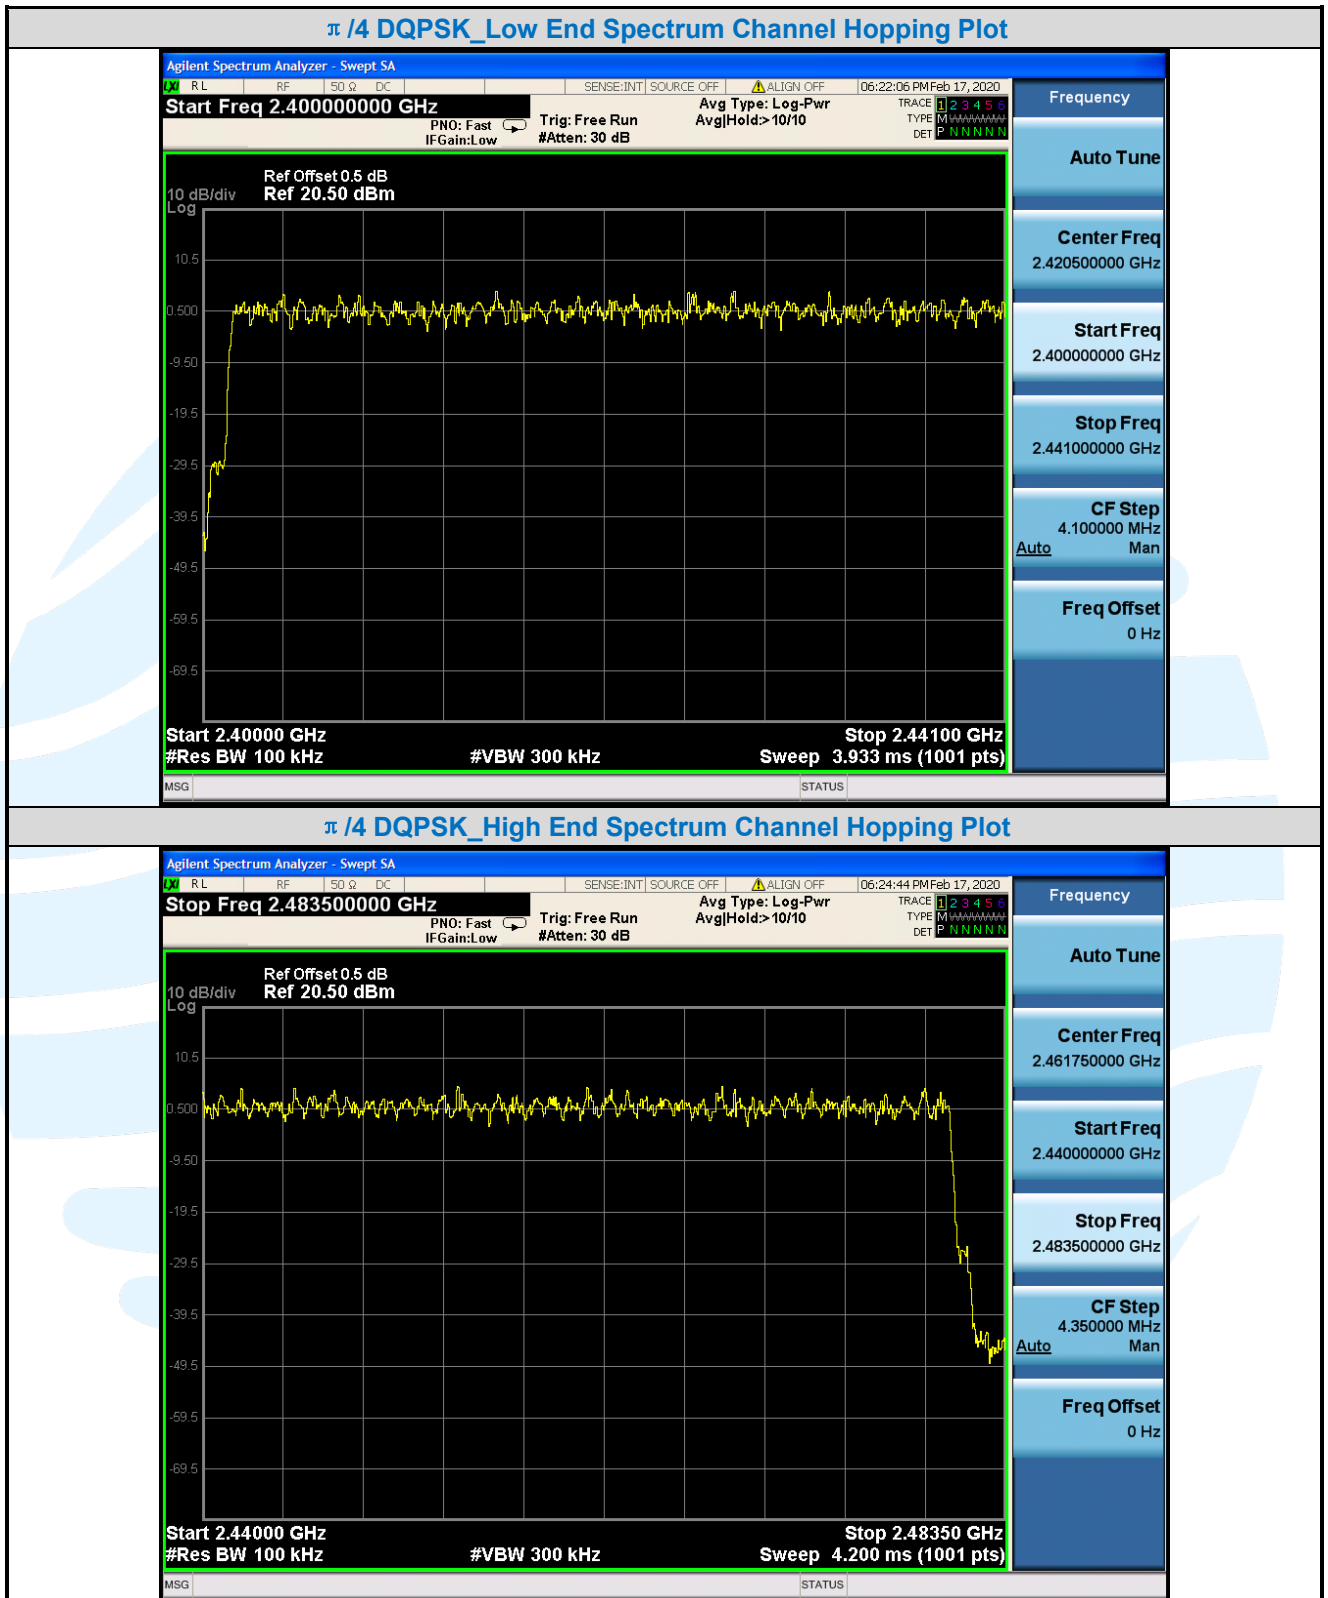 π /4 DQPSK_Low End Spectrum Channel Hopping Plot
Agilent Spectrum Analyzer - Swept SA
LXI RL RF 50 Ω DC SENSE:INT SOURCE OFF ALIGN OFF 06:22:06 PM Feb 17, 2020
Start Freq 2.400000000 GHz
PNO: Fast
IFGain:Low
Trig: Free Run
#Atten: 30 dB
Avg Type: Log-Pwr
Avg|Hold:> 10/10
TRACE 1 2 3 4 5 6
TYPE M
DET P N N N N N
Ref Offset 0.5 dB
10 dB/div Ref 20.50 dBm
Log
10.5
0.500
-9.50
-19.5
-29.5
-39.5
-49.5
-59.5
-69.5
Start 2.40000 GHz Stop 2.44100 GHz
#Res BW 100 kHz #VBW 300 kHz Sweep 3.933 ms (1001 pts)
MSG STATUS
Frequency
Auto Tune
Center Freq
2.420500000 GHz
Start Freq
2.400000000 GHz
Stop Freq
2.441000000 GHz
CF Step
4.100000 MHz
Auto Man
Freq Offset
0 Hz
π /4 DQPSK_High End Spectrum Channel Hopping Plot
Agilent Spectrum Analyzer - Swept SA
LXI RL RF 50 Ω DC SENSE:INT SOURCE OFF ALIGN OFF 06:24:44 PM Feb 17, 2020
Stop Freq 2.483500000 GHz
PNO: Fast
IFGain:Low
Trig: Free Run
#Atten: 30 dB
Avg Type: Log-Pwr
Avg|Hold:> 10/10
TRACE 1 2 3 4 5 6
TYPE M
DET P N N N N N
Ref Offset 0.5 dB
10 dB/div Ref 20.50 dBm
Log
10.5
0.500
-9.50
-19.5
-29.5
-39.5
-49.5
-59.5
-69.5
Start 2.44000 GHz Stop 2.48350 GHz
#Res BW 100 kHz #VBW 300 kHz Sweep 4.200 ms (1001 pts)
MSG STATUS
Frequency
Auto Tune
Center Freq
2.461750000 GHz
Start Freq
2.440000000 GHz
Stop Freq
2.483500000 GHz
CF Step
4.350000 MHz
Auto Man
Freq Offset
0 Hz